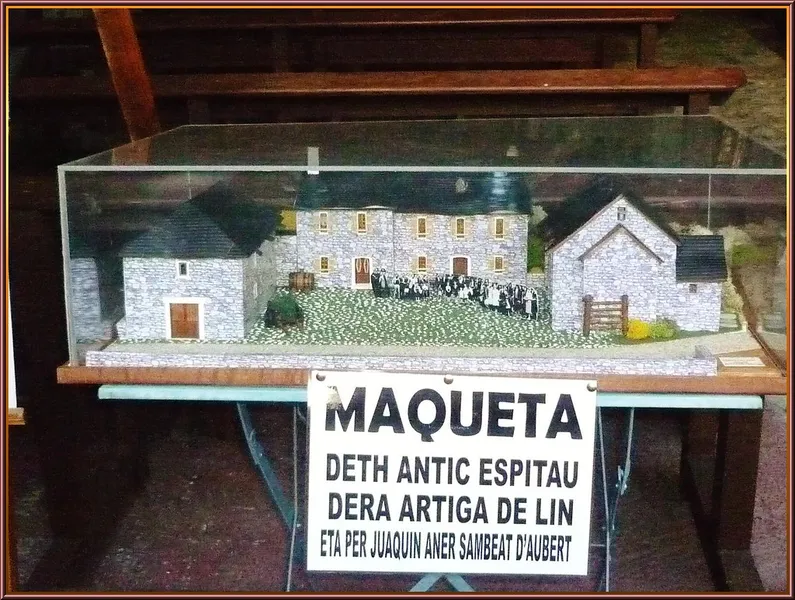 MAQUETA
DETH ANTIC ESPITAU
DERA ARTIGA DE LIN
ETA PER JUAQUIN ANER SAMBEAT D'AUBERT